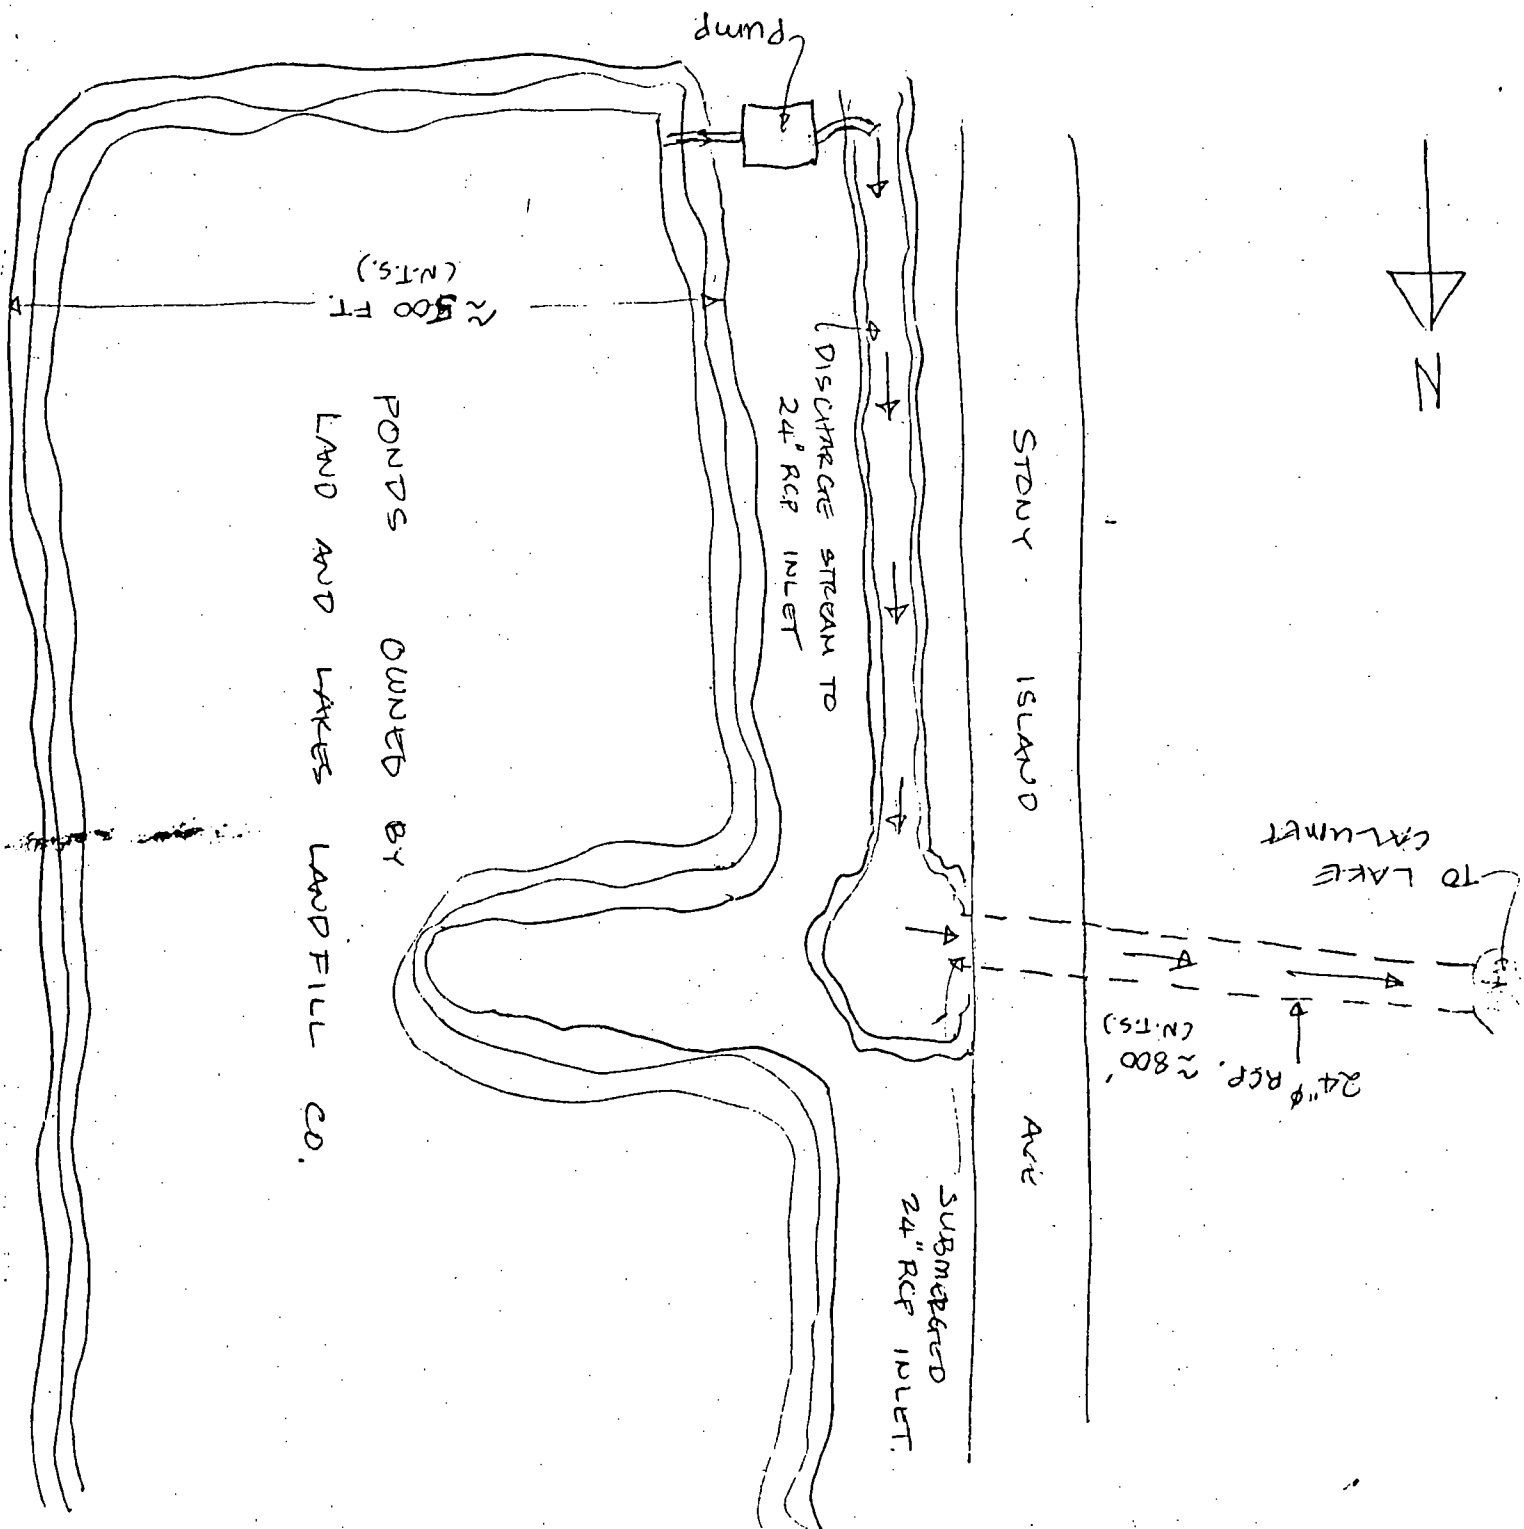 Pump
N
≈ 500 FT.
(N.T.S.)
PONDS OWNED BY
LAND AND LAKES LANDFILL CO.
DISCHARGE STREAM TO
24" RCP INLET
STONY ISLAND AVE
TO LAKE
CALUMET
24"ø RCP. ≈ 800'
(N.T.S.)
SUBMERGED
24" RCP INLET.